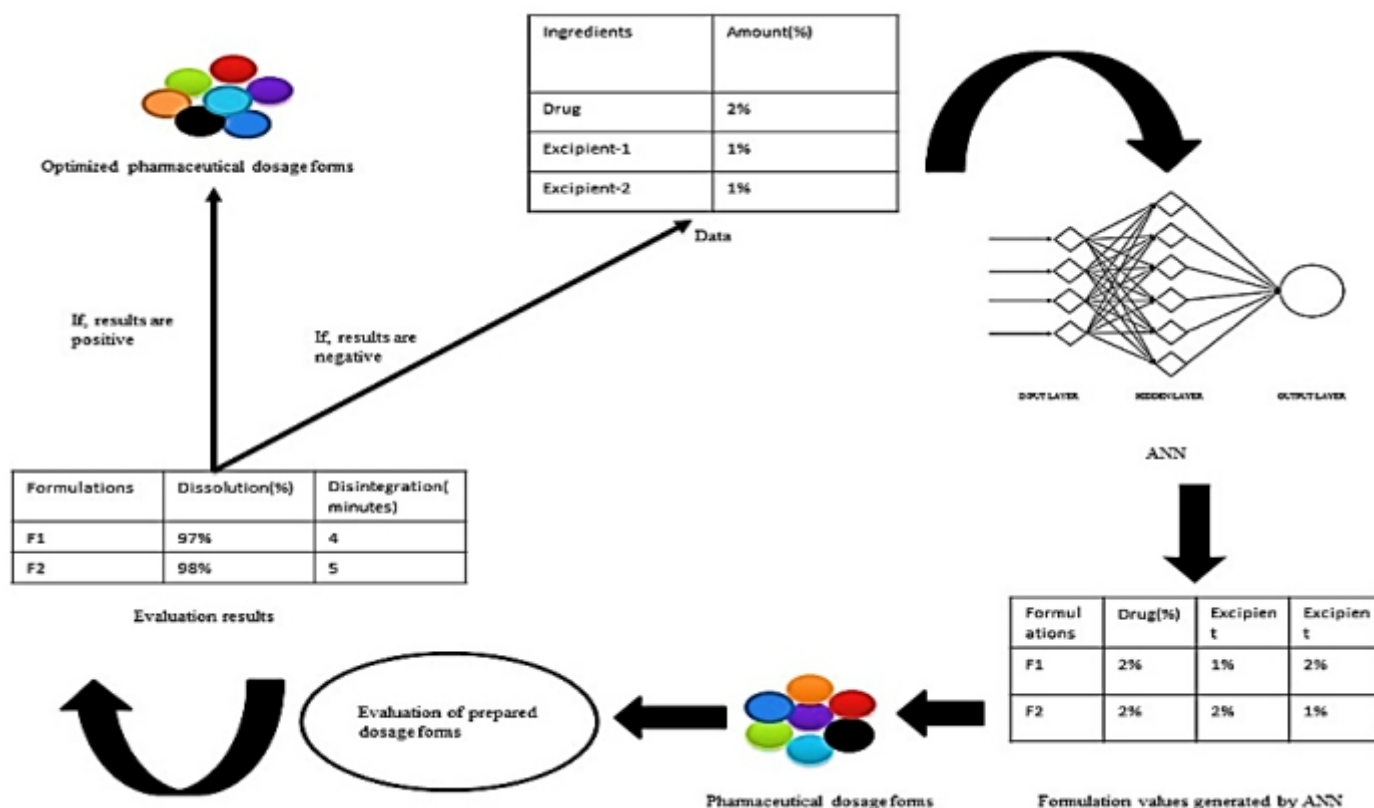 Ingredients Amount(%)
Drug 2%
Excipient-1 1%
Excipient-2 1%
Data
Optimized pharmaceutical dosage forms
If, results are
positive
If, results are
negative
INPUT LAYER HIDDEN LAYER OUTPUT LAYER
ANN
Formulations Dissolution(%) Disintegration(
minutes)
F1 97% 4
F2 98% 5
Evaluation results
Formul Drug(%) Excipien Excipien
ations t t
F1 2% 1% 2%
F2 2% 2% 1%
Formulation values generated by ANN
Pharmaceutical dosage forms
Evaluation of prepared
dosage forms